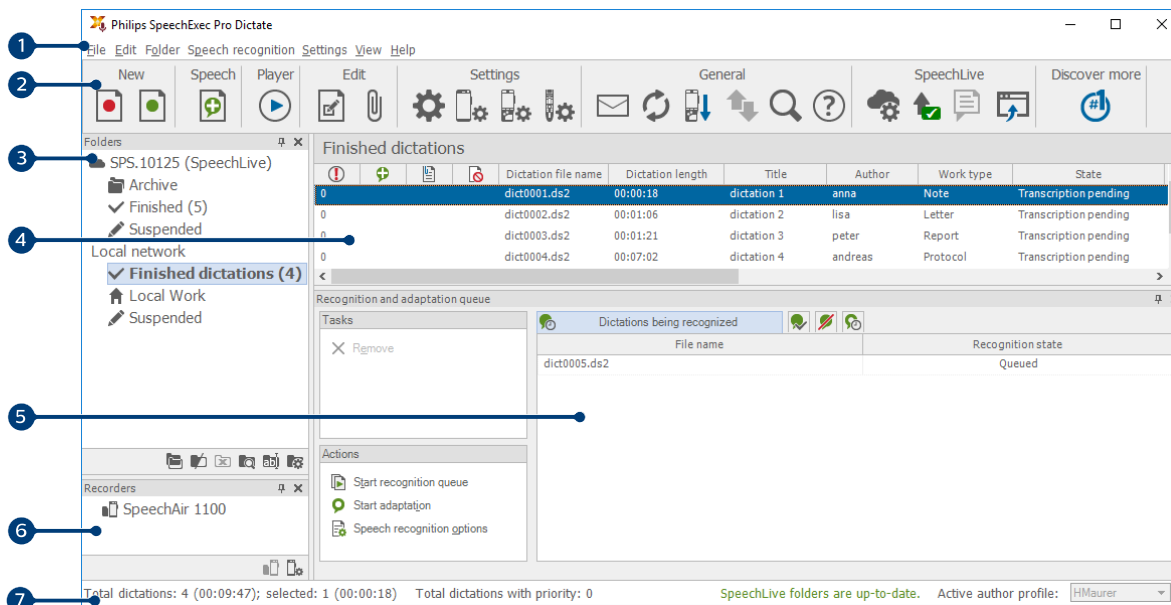 Philips SpeechExec Pro Dictate
1
File Edit Folder Speech recognition Settings View Help
New Speech Player Edit Settings General SpeechLive Discover more
2
#1
Folders
3
SPS.10125 (SpeechLive)
Archive
Finished (5)
Suspended
Local network
Finished dictations (4)
Local Work
Suspended
Finished dictations
Dictation file name Dictation length Title Author Work type State
0 dict0001.ds2 00:00:18 dictation 1 anna Note Transcription pending
0 dict0002.ds2 00:01:06 dictation 2 lisa Letter Transcription pending
4
0 dict0003.ds2 00:01:21 dictation 3 peter Report Transcription pending
0 dict0004.ds2 00:07:02 dictation 4 andreas Protocol Transcription pending
Recognition and adaptation queue
Tasks
Remove
Dictations being recognized
File name Recognition state
dict0005.ds2 Queued
5
Actions
Start recognition queue
Start adaptation
Speech recognition options
Recorders
SpeechAir 1100
6
7
Total dictations: 4 (00:09:47); selected: 1 (00:00:18) Total dictations with priority: 0 SpeechLive folders are up-to-date. Active author profile: HMaurer